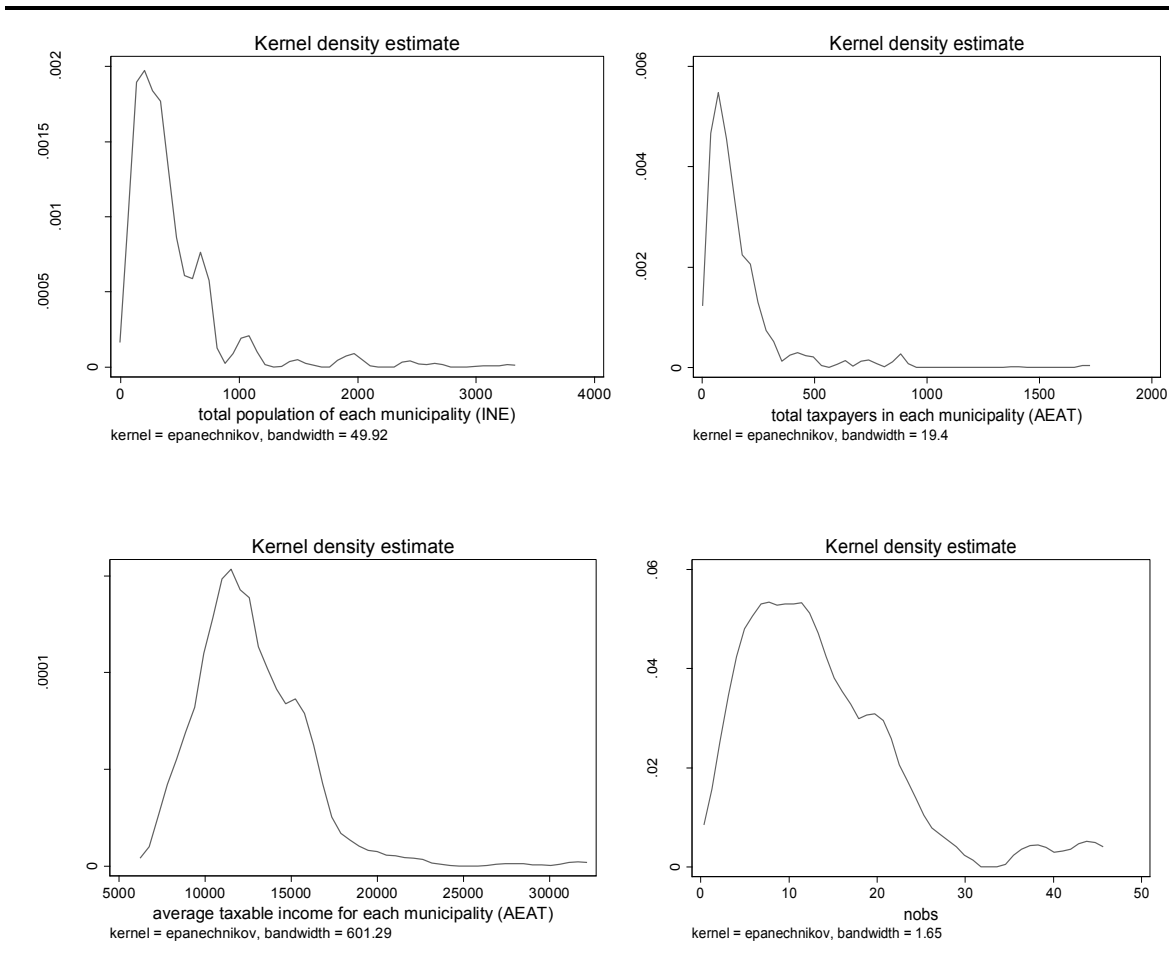 Kernel density estimate
.002
.0015
.001
.0005
0
0 1000 2000 3000 4000
total population of each municipality (INE)
kernel = epanechnikov, bandwidth = 49.92
Kernel density estimate
.006
.004
.002
0
0 500 1000 1500 2000
total taxpayers in each municipality (AEAT)
kernel = epanechnikov, bandwidth = 19.4
Kernel density estimate
.0001
0
5000 10000 15000 20000 25000 30000
average taxable income for each municipality (AEAT)
kernel = epanechnikov, bandwidth = 601.29
Kernel density estimate
.06
.04
.02
0
0 10 20 30 40 50
nobs
kernel = epanechnikov, bandwidth = 1.65